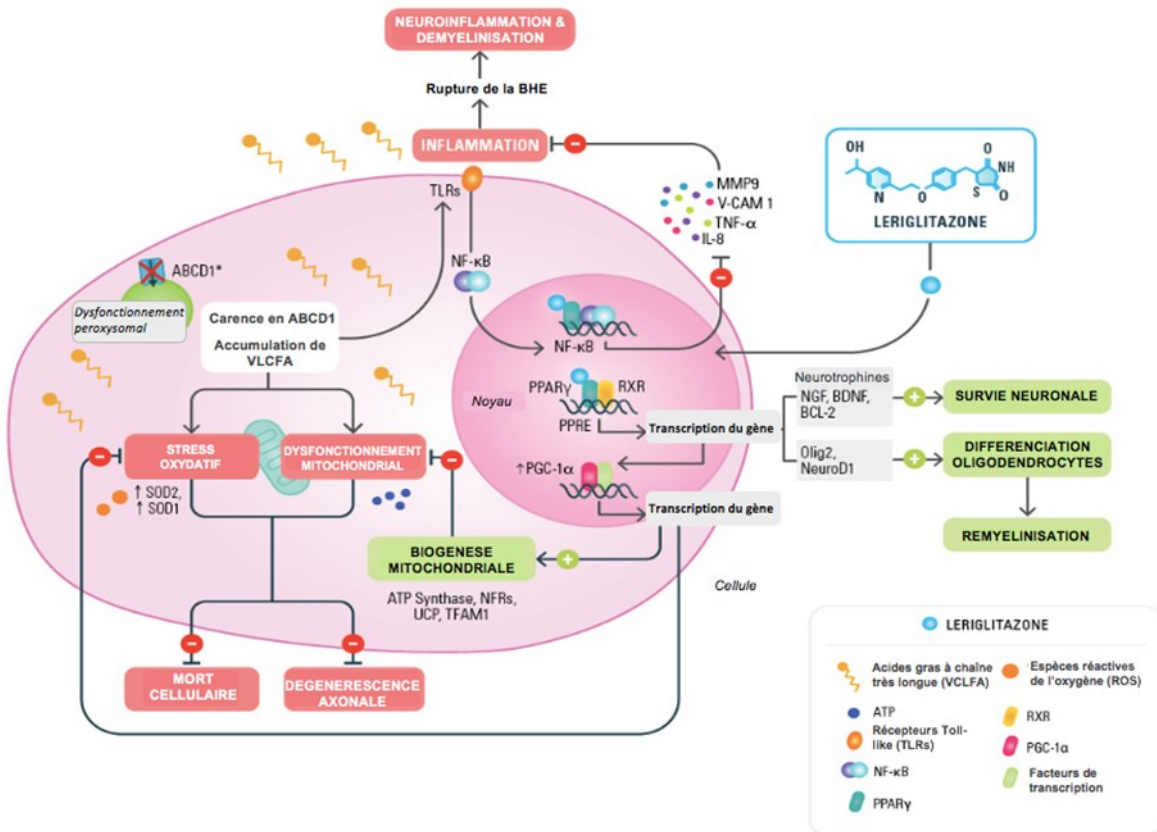 NEUROINFLAMMATION &
DEMYELINISATION
Rupture de la BHE
INFLAMMATION
TLRs
MMP9
V-CAM 1
TNF-α
IL-8
OH
N
O
O
NH
S
O
LERIGLITAZONE
ABCD1*
Dysfonctionnement
peroxysomal
NF-κB
Carence en ABCD1
Accumulation de
VLCFA
NF-κB
Noyau
PPARγ
RXR
PPRE
Transcription du gène
Neurotrophines
NGF, BDNF,
BCL-2
SURVIE NEURONALE
Olig2,
NeuroD1
DIFFERENCIATION
OLIGODENDROCYTES
REMYELINISATION
STRESS
OXYDATIF
DYSFONCTIONNEMENT
MITOCHONDRIAL
↑ SOD2,
↑ SOD1
↑PGC-1α
Transcription du gène
BIOGENESE
MITOCHONDRIALE
ATP Synthase, NFRs,
UCP, TFAM1
Cellule
MORT
CELLULAIRE
DEGENERESCENCE
AXONALE
LERIGLITAZONE
Acides gras à chaîne
très longue (VCLFA)
Espèces réactives
de l'oxygène (ROS)
ATP
RXR
Récepteurs Toll-
like (TLRs)
PGC-1α
NF-κB
Facteurs de
transcription
PPARγ